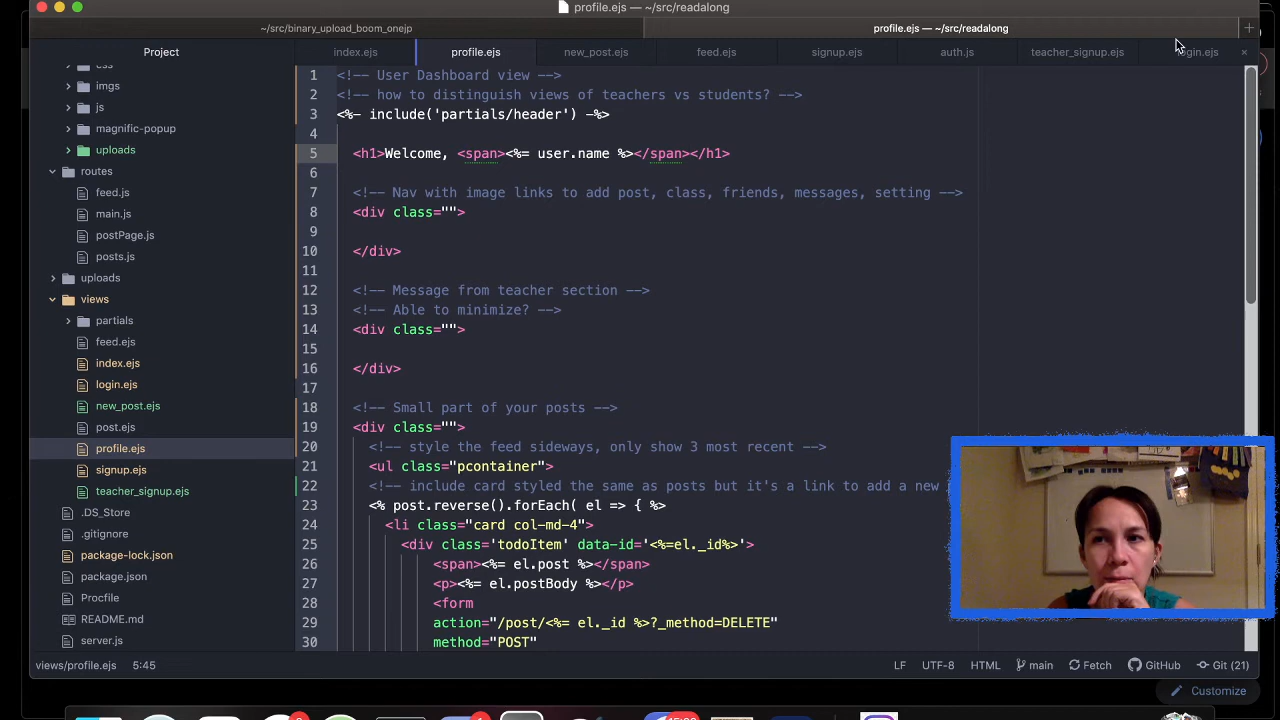 profile.ejs — ~/src/readalong
~/src/binary_upload_boom_onejp
profile.ejs — ~/src/readalong
Project
index.ejs
profile.ejs
new_post.ejs
feed.ejs
signup.ejs
auth.js
teacher_signup.ejs
login.ejs
css
imgs
js
magnific-popup
uploads
routes
feed.js
main.js
postPage.js
posts.js
uploads
views
partials
feed.ejs
index.ejs
login.ejs
new_post.ejs
post.ejs
profile.ejs
signup.ejs
teacher_signup.ejs
.DS_Store
.gitignore
package-lock.json
package.json
Procfile
README.md
server.js
1 <!-- User Dashboard view -->
2 <!-- how to distinguish views of teachers vs students? -->
3 <%- include('partials/header') -%>
4
5 <h1>Welcome, <span><%= user.name %></span></h1>
6
7 <!-- Nav with image links to add post, class, friends, messages, setting -->
8 <div class="">
9
10 </div>
11
12 <!-- Message from teacher section -->
13 <!-- Able to minimize? -->
14 <div class="">
15
16 </div>
17
18 <!-- Small part of your posts -->
19 <div class="">
20 <!-- style the feed sideways, only show 3 most recent -->
21 <ul class="pcontainer">
22 <!-- include card styled the same as posts but it's a link to add a new p
23 <% post.reverse().forEach( el => { %>
24 <li class="card col-md-4">
25 <div class='todoItem' data-id='<%=el._id%>'>
26 <span><%= el.post %></span>
27 <p><%= el.postBody %></p>
28 <form
29 action="/post/<%= el._id %>?_method=DELETE"
30 method="POST"
views/profile.ejs 5:45
LF UTF-8 HTML main Fetch GitHub Git (21)
Customize